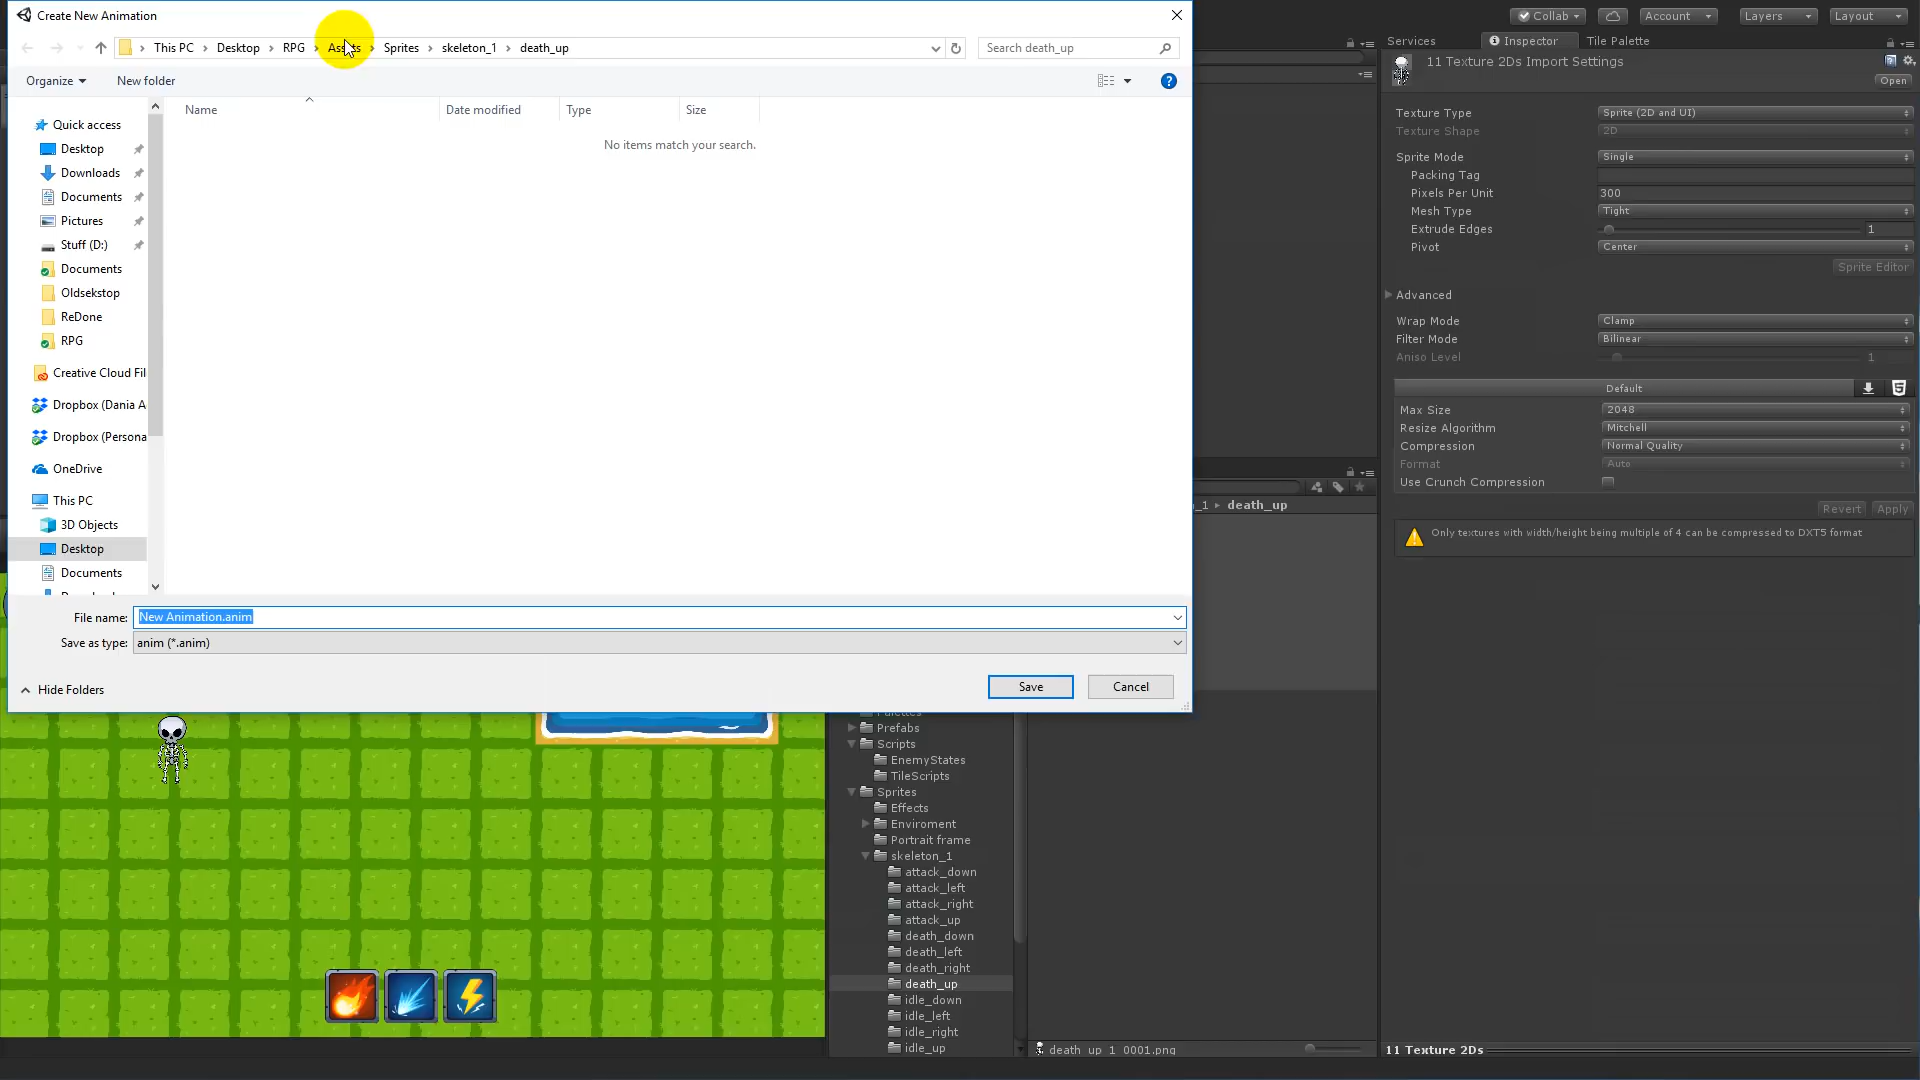 Create New Animation
This PC > Desktop > RPG > Assets > Sprites > skeleton_1 > death_up
Search death_up
Organize
New folder
Name
Date modified
Type
Size
No items match your search.
Quick access
Desktop
Downloads
Documents
Pictures
Stuff (D:)
Documents
Oldsekstop
ReDone
RPG
Creative Cloud Fil
Dropbox (Dania A
Dropbox (Persona
OneDrive
This PC
3D Objects
Desktop
Documents
File name: New Animation.anim
Save as type: anim (*.anim)
Hide Folders
Save
Cancel
Collab
Account
Layers
Layout
Services
Inspector
Tile Palette
11 Texture 2Ds Import Settings
Open
Texture Type Sprite (2D and UI)
Texture Shape 2D
Sprite Mode Single
Packing Tag
Pixels Per Unit 300
Mesh Type Tight
Extrude Edges 1
Pivot Center
Sprite Editor
Advanced
Wrap Mode Clamp
Filter Mode Bilinear
Aniso Level 1
Default
Max Size 2048
Resize Algorithm Mitchell
Compression Normal Quality
Format Auto
Use Crunch Compression
Revert Apply
Only textures with width/height being multiple of 4 can be compressed to DXT5 format
_1 ▸ death_up
Palettes
Prefabs
Scripts
EnemyStates
TileScripts
Sprites
Effects
Enviroment
Portrait frame
skeleton_1
attack_down
attack_left
attack_right
attack_up
death_down
death_left
death_right
death_up
idle_down
idle_left
idle_right
idle_up
death_up_1_0001.png
11 Texture 2Ds